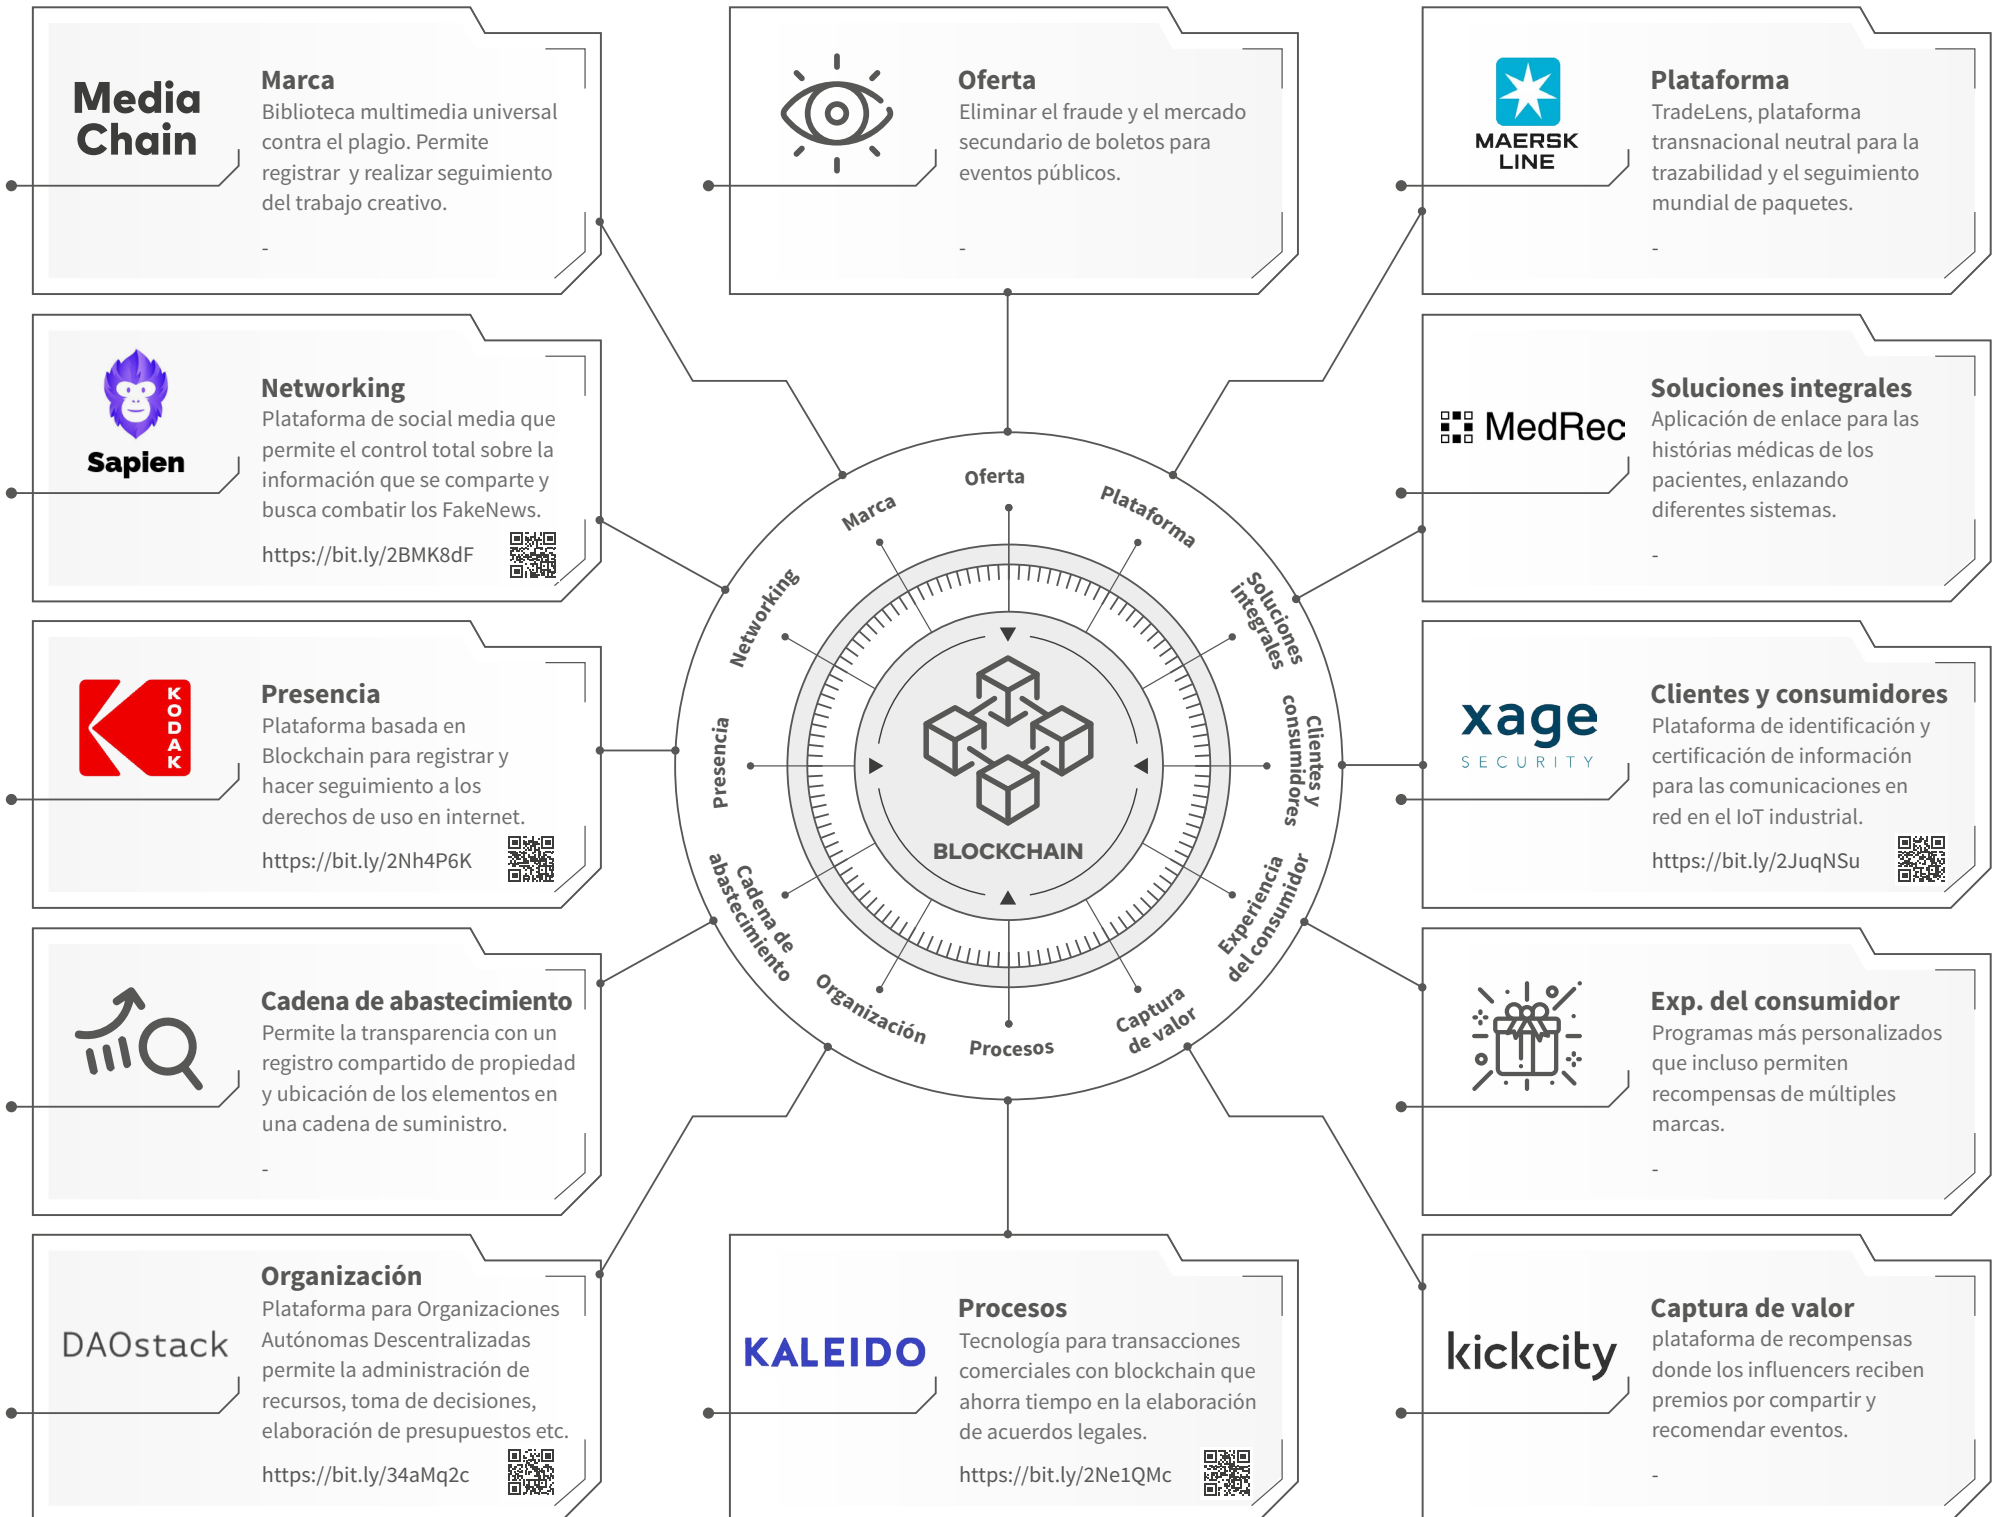 Media
Chain
Marca
Biblioteca multimedia universal
contra el plagio. Permite
registrar  y realizar seguimiento
del trabajo creativo.
-
Oferta
Eliminar el fraude y el mercado
secundario de boletos para
eventos públicos.
-
MAERSK
LINE
Plataforma
TradeLens, plataforma
transnacional neutral para la
trazabilidad y el seguimiento
mundial de paquetes.
-
Sapien
Networking
Plataforma de social media que
permite el control total sobre la
información que se comparte y
busca combatir los FakeNews.
https://bit.ly/2BMK8dF
MedRec
Soluciones integrales
Aplicación de enlace para las
histórias médicas de los
pacientes, enlazando
diferentes sistemas.
-
KODAK
Presencia
Plataforma basada en
Blockchain para registrar y
hacer seguimiento a los
derechos de uso en internet.
https://bit.ly/2Nh4P6K
xage
SECURITY
Clientes y consumidores
Plataforma de identificación y
certificación de información
para las comunicaciones en
red en el IoT industrial.
https://bit.ly/2JuqNSu
Oferta
Plataforma
Soluciones
integrales
Clientes y
consumidores
Experiencia
del consumidor
Captura
de valor
Procesos
Organización
Cadena de
abastecimiento
Presencia
Networking
Marca
BLOCKCHAIN
Cadena de abastecimiento
Permite la transparencia con un
registro compartido de propiedad
y ubicación de los elementos en
una cadena de suministro.
-
Exp. del consumidor
Programas más personalizados
que incluso permiten
recompensas de múltiples
marcas.
-
DAOstack
Organización
Plataforma para Organizaciones
Autónomas Descentralizadas
permite la administración de
recursos, toma de decisiones,
elaboración de presupuestos etc.
https://bit.ly/34aMq2c
KALEIDO
Procesos
Tecnología para transacciones
comerciales con blockchain que
ahorra tiempo en la elaboración
de acuerdos legales.
https://bit.ly/2Ne1QMc
kickcity
Captura de valor
plataforma de recompensas
donde los influencers reciben
premios por compartir y
recomendar eventos.
-